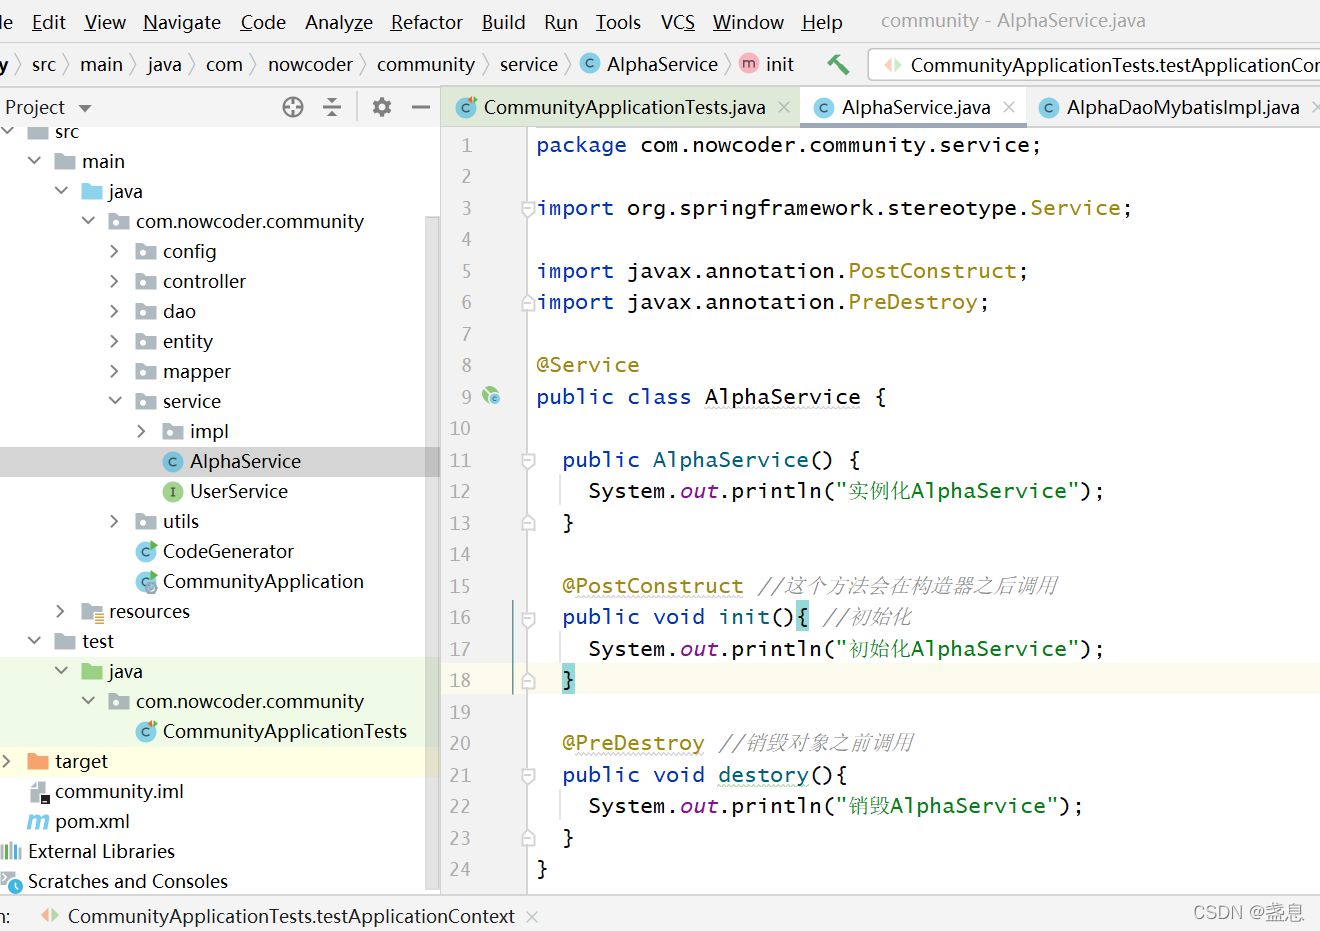 le Edit View Navigate Code Analyze Refactor Build Run Tools VCS Window Help community - AlphaService.java
y src main java com nowcoder community service AlphaService init CommunityApplicationTests.testApplicationCor
Project CommunityApplicationTests.java AlphaService.java AlphaDaoMybatisImpl.java
src
main
java
com.nowcoder.community
config
controller
dao
entity
mapper
service
impl
AlphaService
UserService
utils
CodeGenerator
CommunityApplication
resources
test
java
com.nowcoder.community
CommunityApplicationTests
target
community.iml
pom.xml
External Libraries
Scratches and Consoles
1 package com.nowcoder.community.service;
2
3 import org.springframework.stereotype.Service;
4
5 import javax.annotation.PostConstruct;
6 import javax.annotation.PreDestroy;
7
8 @Service
9 public class AlphaService {
10
11 public AlphaService() {
12 System.out.println("实例化AlphaService");
13 }
14
15 @PostConstruct //这个方法会在构造器之后调用
16 public void init(){ //初始化
17 System.out.println("初始化AlphaService");
18 }
19
20 @PreDestroy //销毁对象之前调用
21 public void destory(){
22 System.out.println("销毁AlphaService");
23 }
24 }
n: CommunityApplicationTests.testApplicationContext
CSDN @盏息